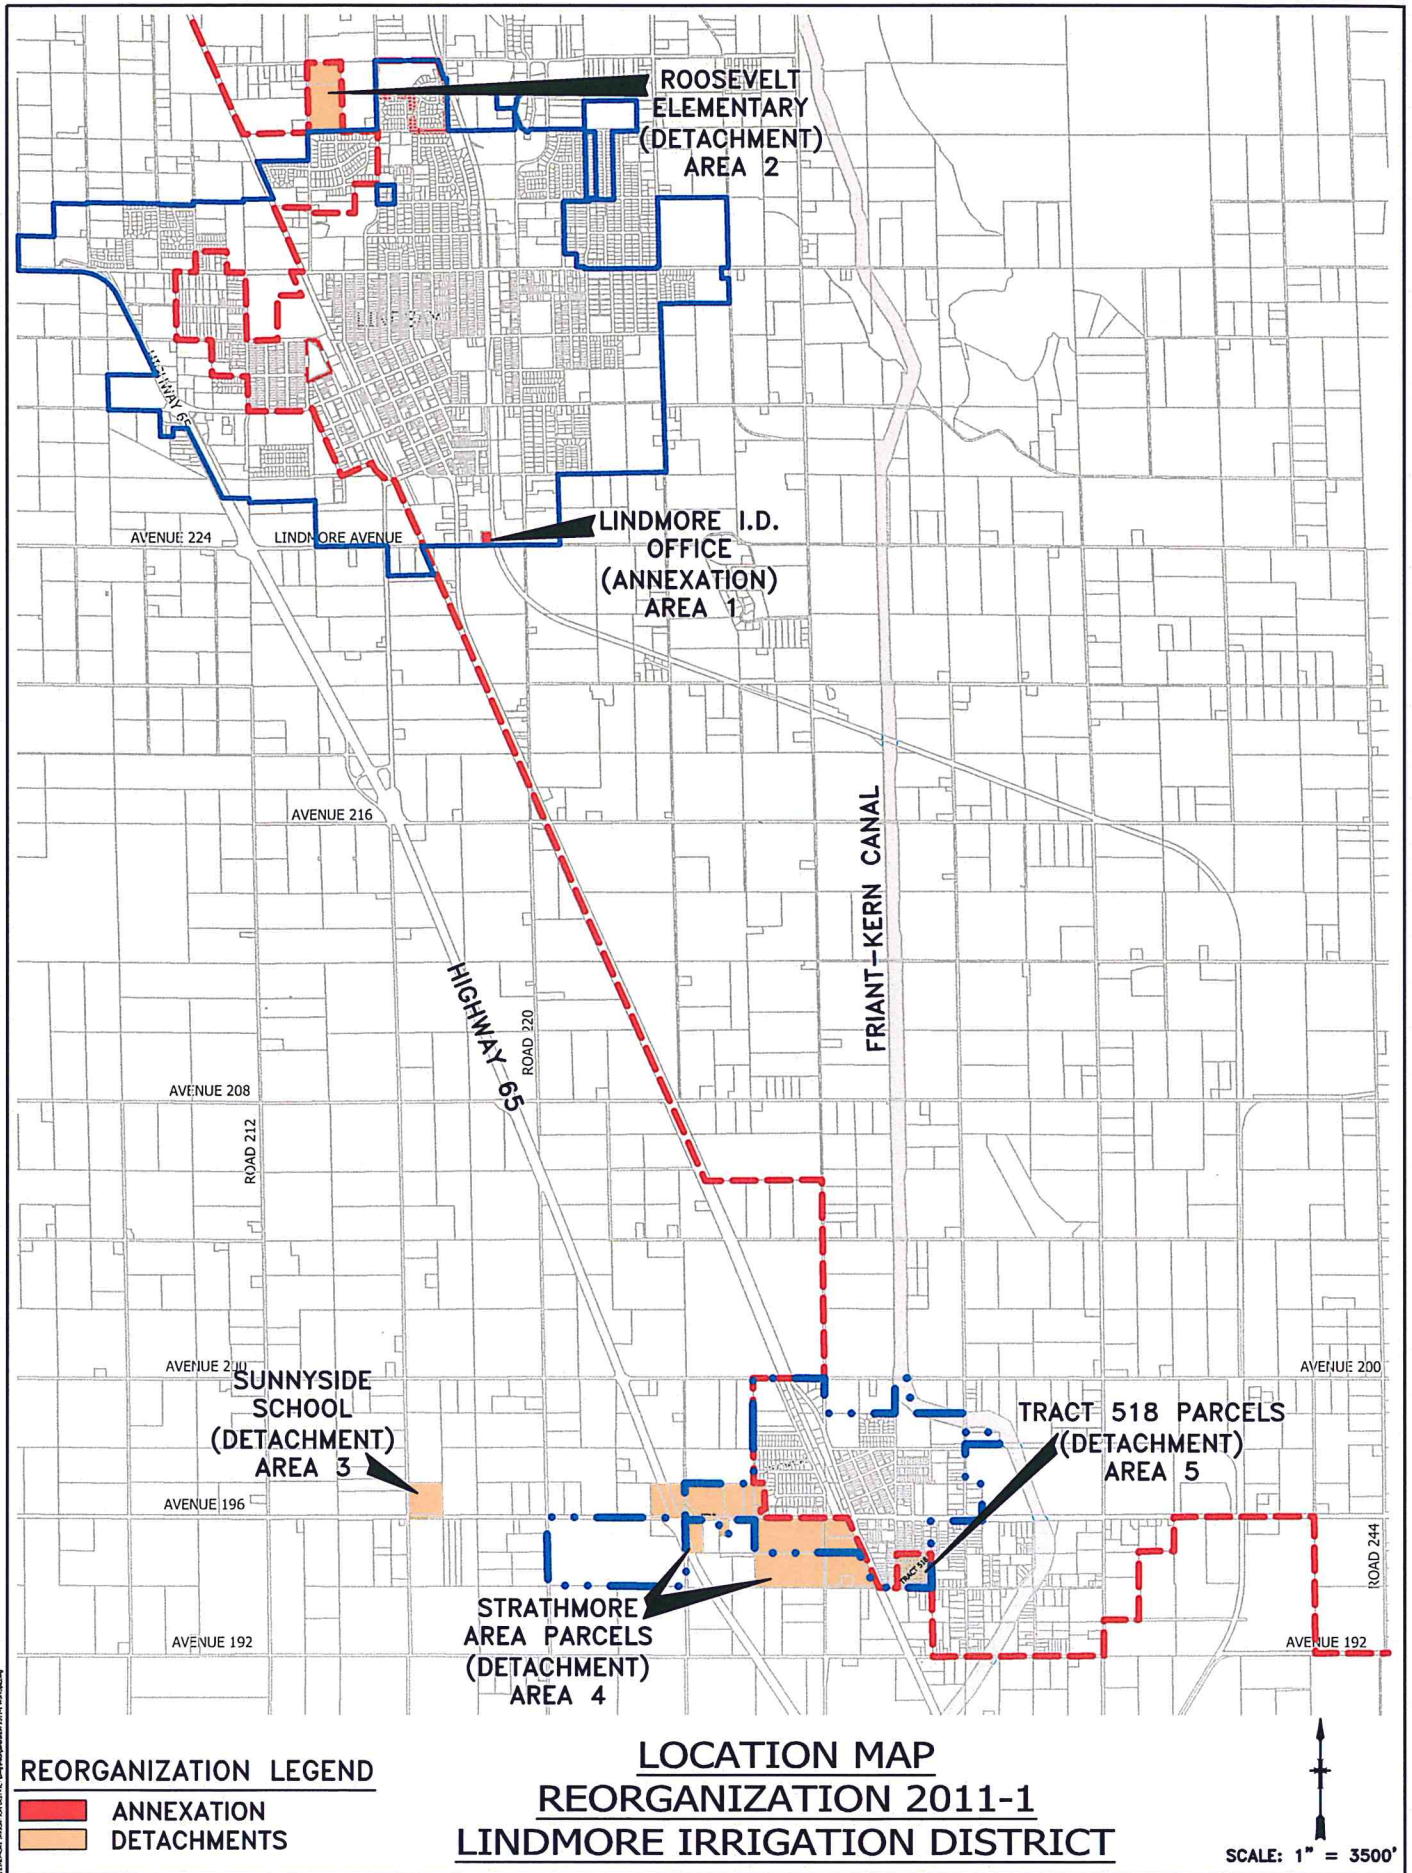 ROOSEVELT
ELEMENTARY
(DETACHMENT)
AREA 2
LINDSAY
HIGHWAY 65
LINDMORE I.D.
OFFICE
(ANNEXATION)
AREA 1
AVENUE 224
LINDMORE AVENUE
AVENUE 216
FRIANT-KERN CANAL
HIGHWAY 65
ROAD 220
AVENUE 208
ROAD 212
AVENUE 200
AVENUE 200
SUNNYSIDE
SCHOOL
(DETACHMENT)
AREA 3
TRACT 518 PARCELS
(DETACHMENT)
AREA 5
AVENUE 196
TRACT 518
ROAD 244
STRATHMORE
AREA PARCELS
(DETACHMENT)
AREA 4
AVENUE 192
AVENUE 192
REORGANIZATION LEGEND
ANNEXATION
DETACHMENTS
LOCATION MAP
REORGANIZATION 2011-1
LINDMORE IRRIGATION DISTRICT
SCALE: 1" = 3500'